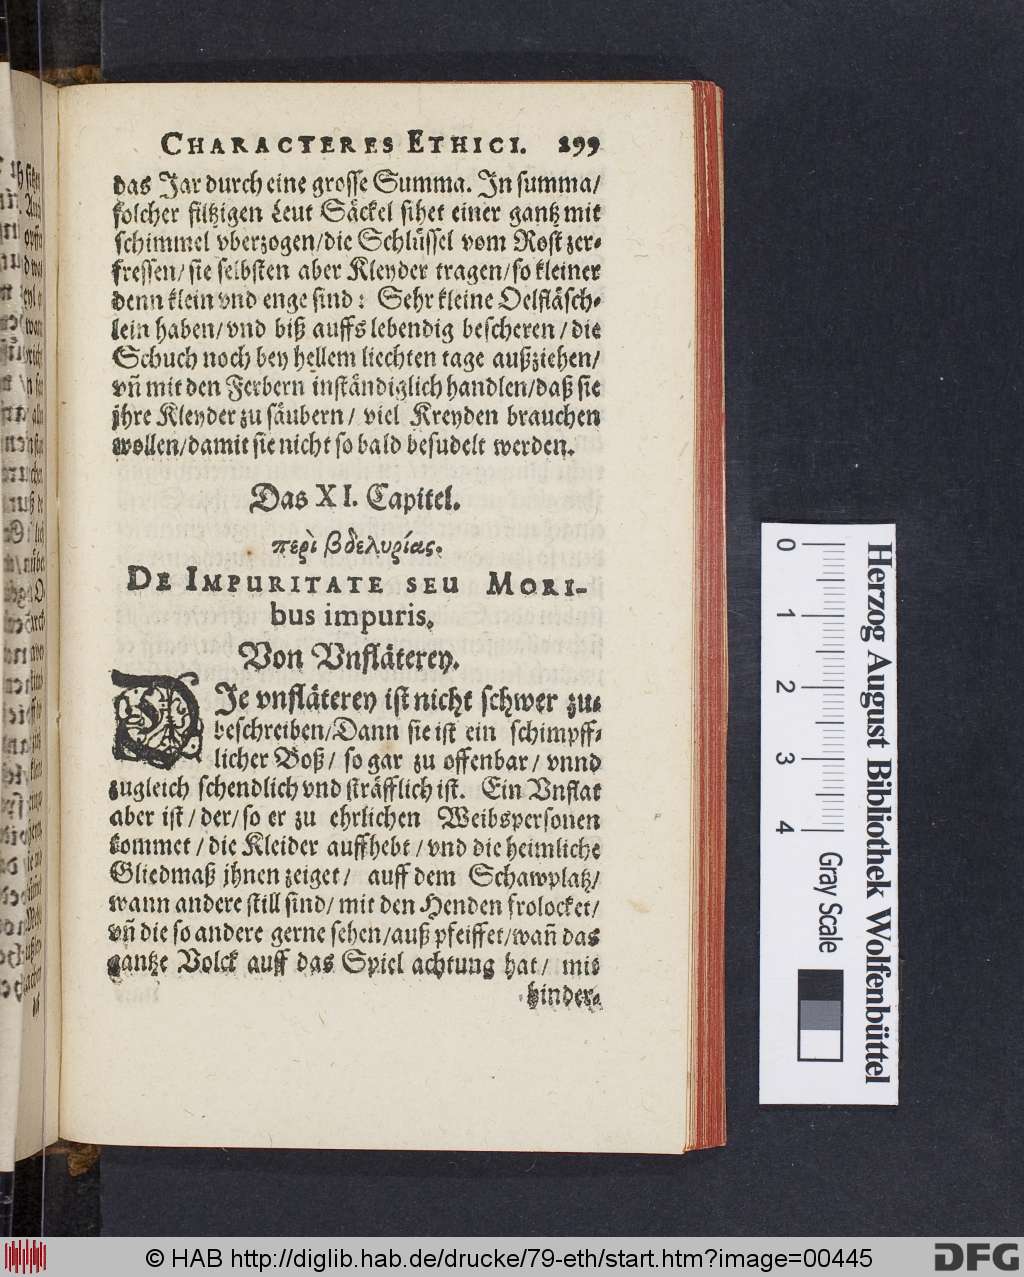 CHARACTERES ETHICI. 299
das Jar durch eine grosse Summa. In summa/
solcher filtzigen Leut Säckel sihet einer gantz mit
schimmel vberzogen/die Schlüssel vom Rost zer-
fressen/ sie selbsten aber Kleyder tragen/ so kleiner
denn klein vnd enge sind: Sehr kleine Oelfläsch-
lein haben/ vnd biß auffs lebendig bescheren / die
Schuch noch bey hellem liechten tage außziehen/
vñ mit den Ferbern inständiglich handlen/daß sie
jhre Kleyder zu säubern/ viel Kreyden brauchen
wollen/damit sie nicht so bald besudelt werden.
Das XI. Capitel.
περὶ βδελυρίας.
DE IMPURITATE SEU MORI-
bus impuris.
Von Vnfläterey.
DIe vnfläterey ist nicht schwer zu-
beschreiben/Dann sie ist ein schimpff-
licher Boß/ so gar zu offenbar/ vnnd
zugleich schendlich vnd sträfflich ist. Ein Vnflat
aber ist / der/ so er zu ehrlichen Weibspersonen
kommet / die Kleider auffhebt / vnd die heimliche
Gliedmaß jhnen zeiget/ auff dem Schawplatz/
wann andere still sind/ mit den Henden frolocket/
vñ die so andere gerne sehen/auß pfeiffet/wañ das
gantze Volck auff das Spiel achtung hat/ mit
hinder-
Herzog August Bibliothek Wolfenbüttel
0 1 2 3 4
Gray Scale
© HAB http://diglib.hab.de/drucke/79-eth/start.htm?image=00445
DFG